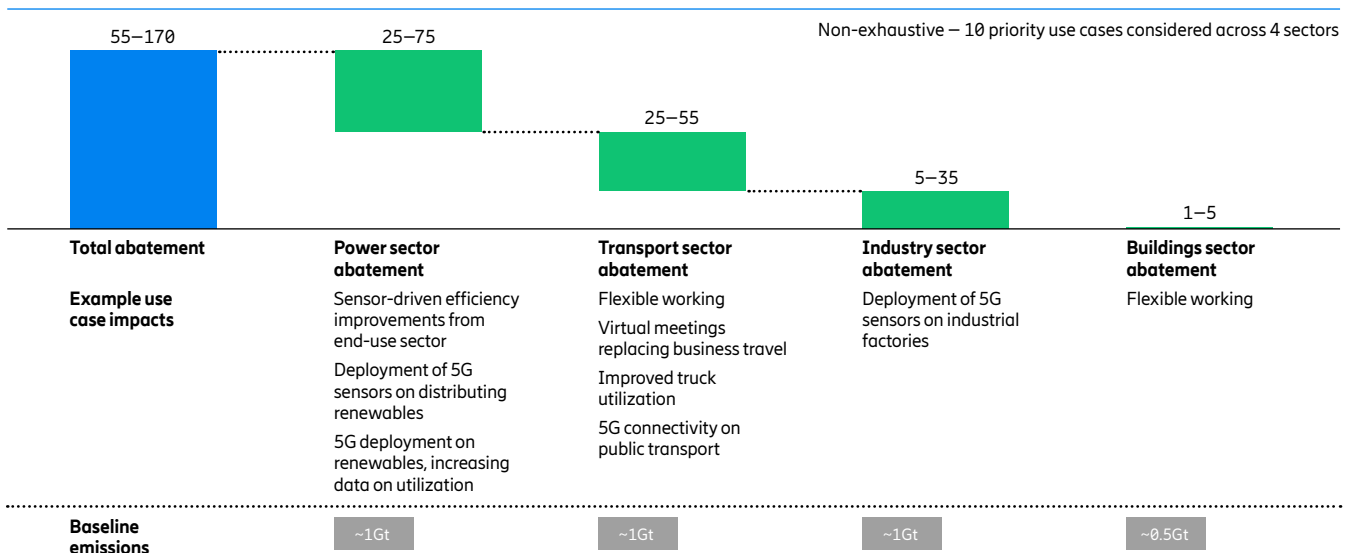 Non-exhaustive – 10 priority use cases considered across 4 sectors
55–170
25–75
25–55
5–35
1–5
Total abatement
Power sector
abatement
Transport sector
abatement
Industry sector
abatement
Buildings sector
abatement
Example use
case impacts
Sensor-driven efficiency
improvements from
end-use sector
Deployment of 5G
sensors on distributing
renewables
5G deployment on
renewables, increasing
data on utilization
Flexible working
Virtual meetings
replacing business travel
Improved truck
utilization
5G connectivity on
public transport
Deployment of 5G
sensors on industrial
factories
Flexible working
Baseline
emissions
~1Gt
~1Gt
~1Gt
~0.5Gt